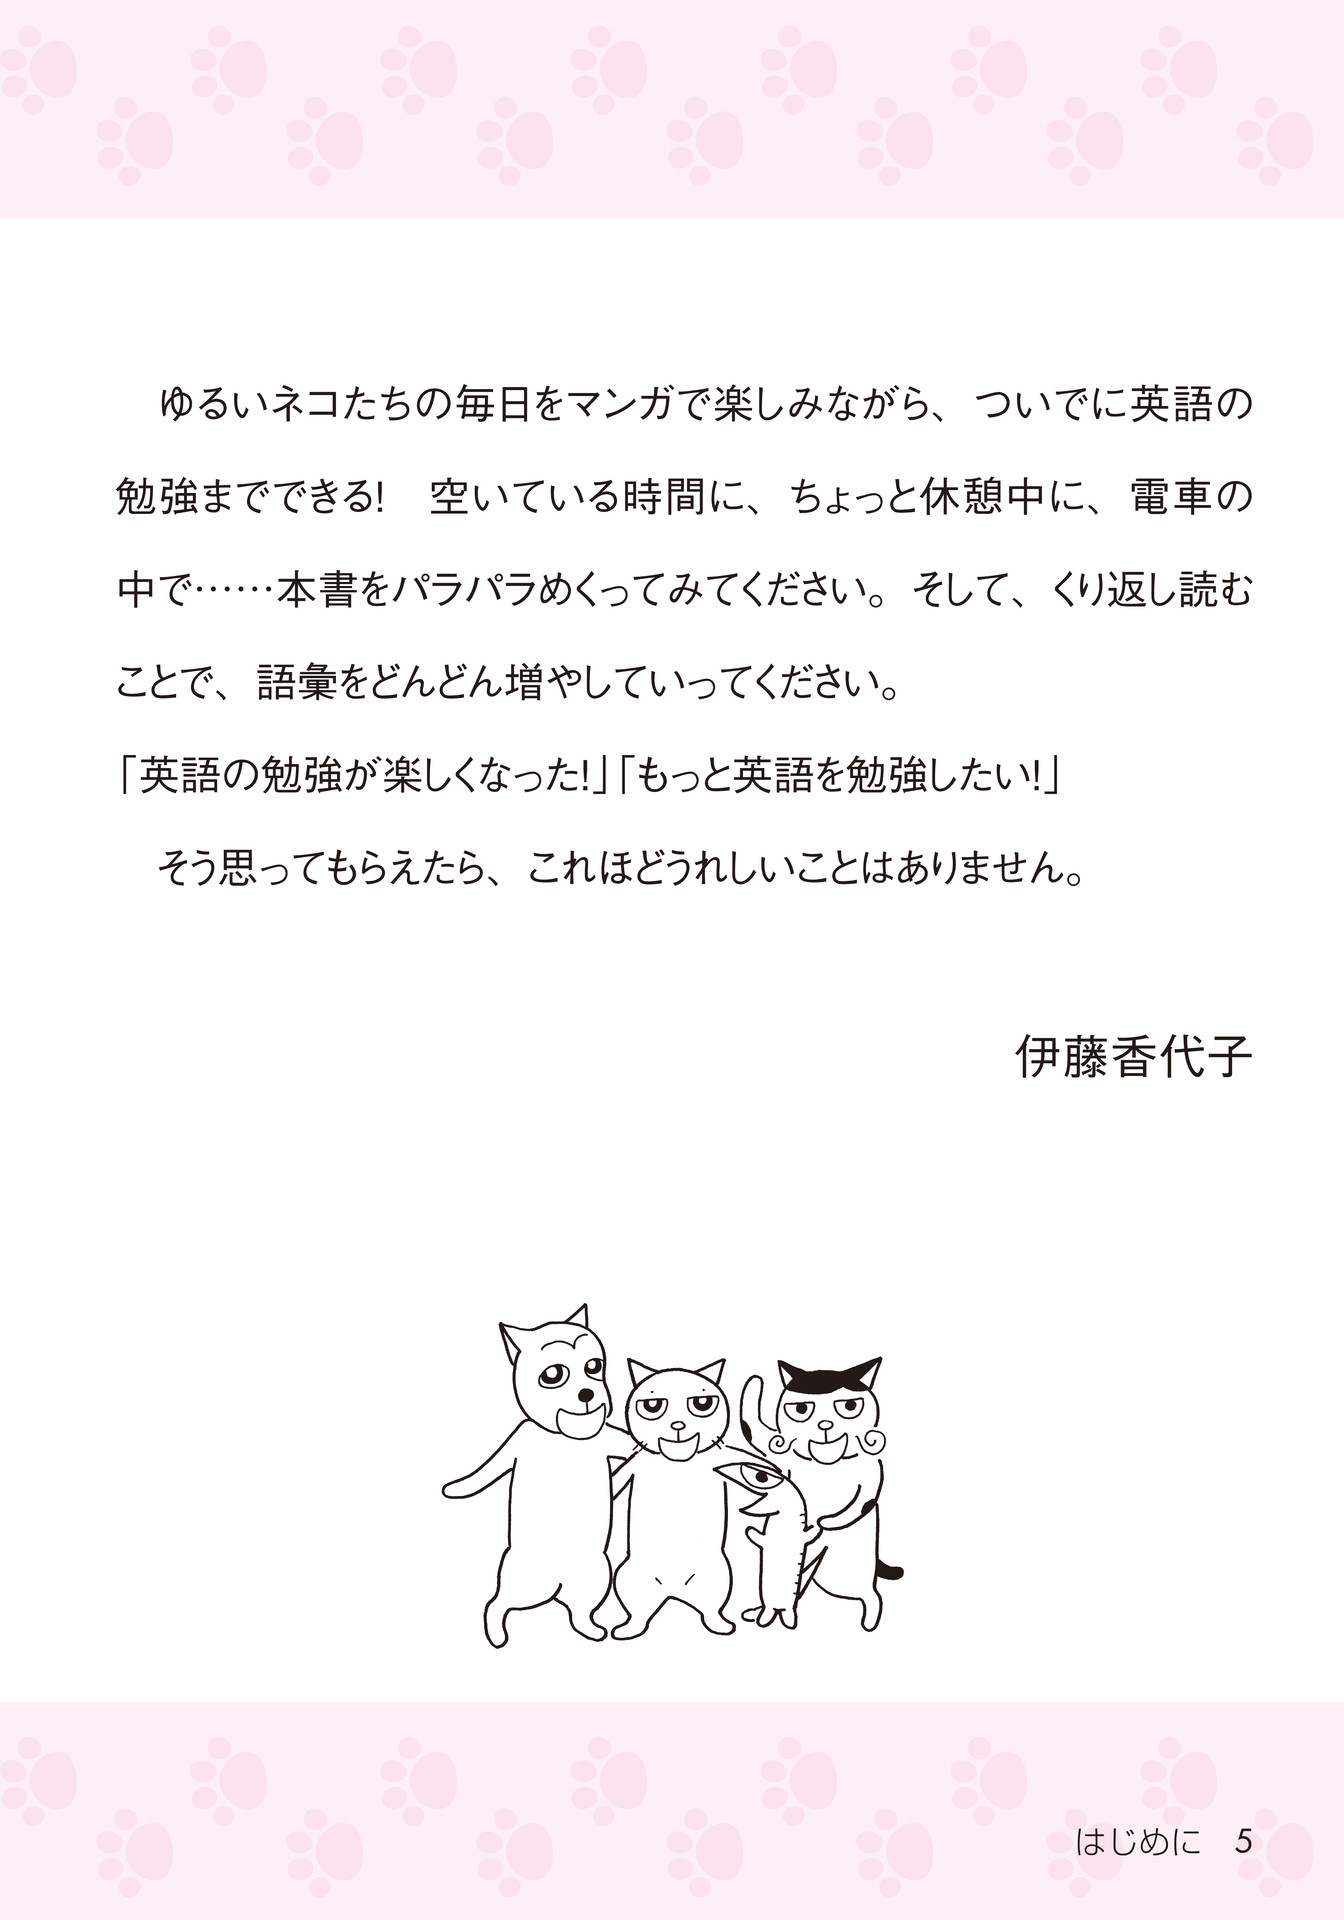 ゆるいネコたちの毎日をマンガで楽しみながら、ついでに英語の
勉強までできる!　空いている時間に、ちょっと休憩中に、電車の
中で……本書をパラパラめくってみてください。そして、くり返し読む
ことで、語彙をどんどん増やしていってください。
「英語の勉強が楽しくなった!」「もっと英語を勉強したい!」
　そう思ってもらえたら、これほどうれしいことはありません。
伊藤香代子
はじめに　5